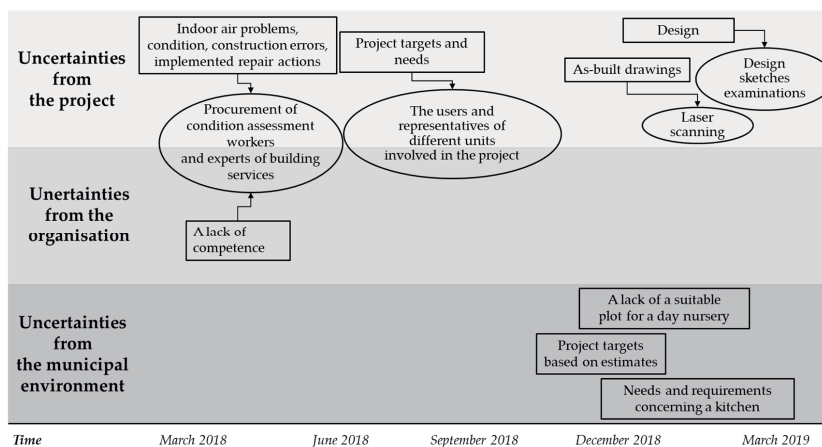 Uncertainties
from
the project
Indoor air problems,
condition, construction errors,
implemented repair actions
Project targets and
needs
Design
As-built drawings
Design
sketches
examinations
Procurement of
condition assessment
workers
and experts of building
services
The users and
representatives of
different units
involved in the project
Laser
scanning
Unertainties
from the
organisation
A lack of
competence
Uncertainties
from
the municipal
environment
A lack of a suitable
plot for a day nursery
Project targets
based on estimates
Needs and requirements
concerning a kitchen
Time March 2018 June 2018 September 2018 December 2018 March 2019